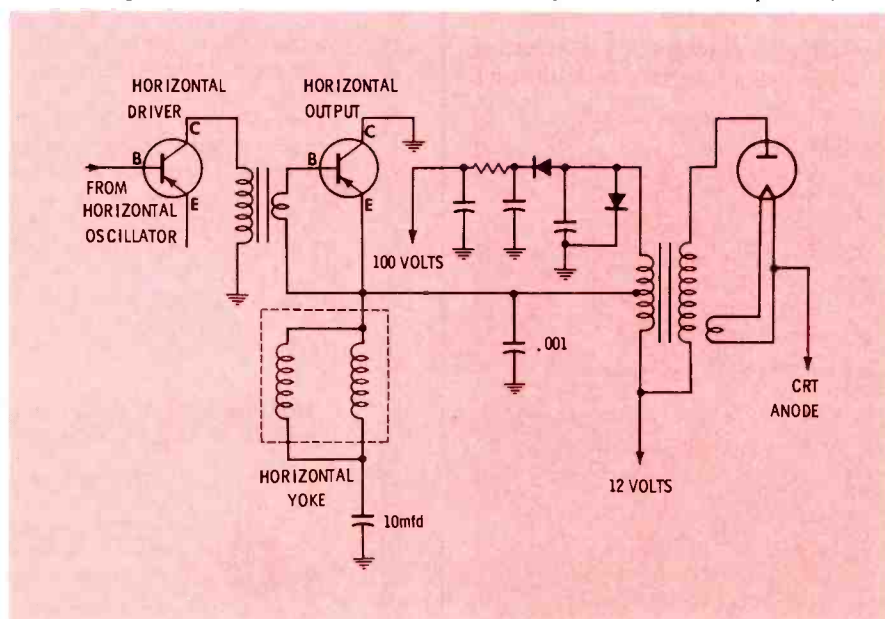 HORIZONTAL
DRIVER
C
B
E
FROM
HORIZONTAL
OSCILLATOR
HORIZONTAL
OUTPUT
C
B
E
100 VOLTS
.001
HORIZONTAL
YOKE
10mfd
12 VOLTS
CRT
ANODE